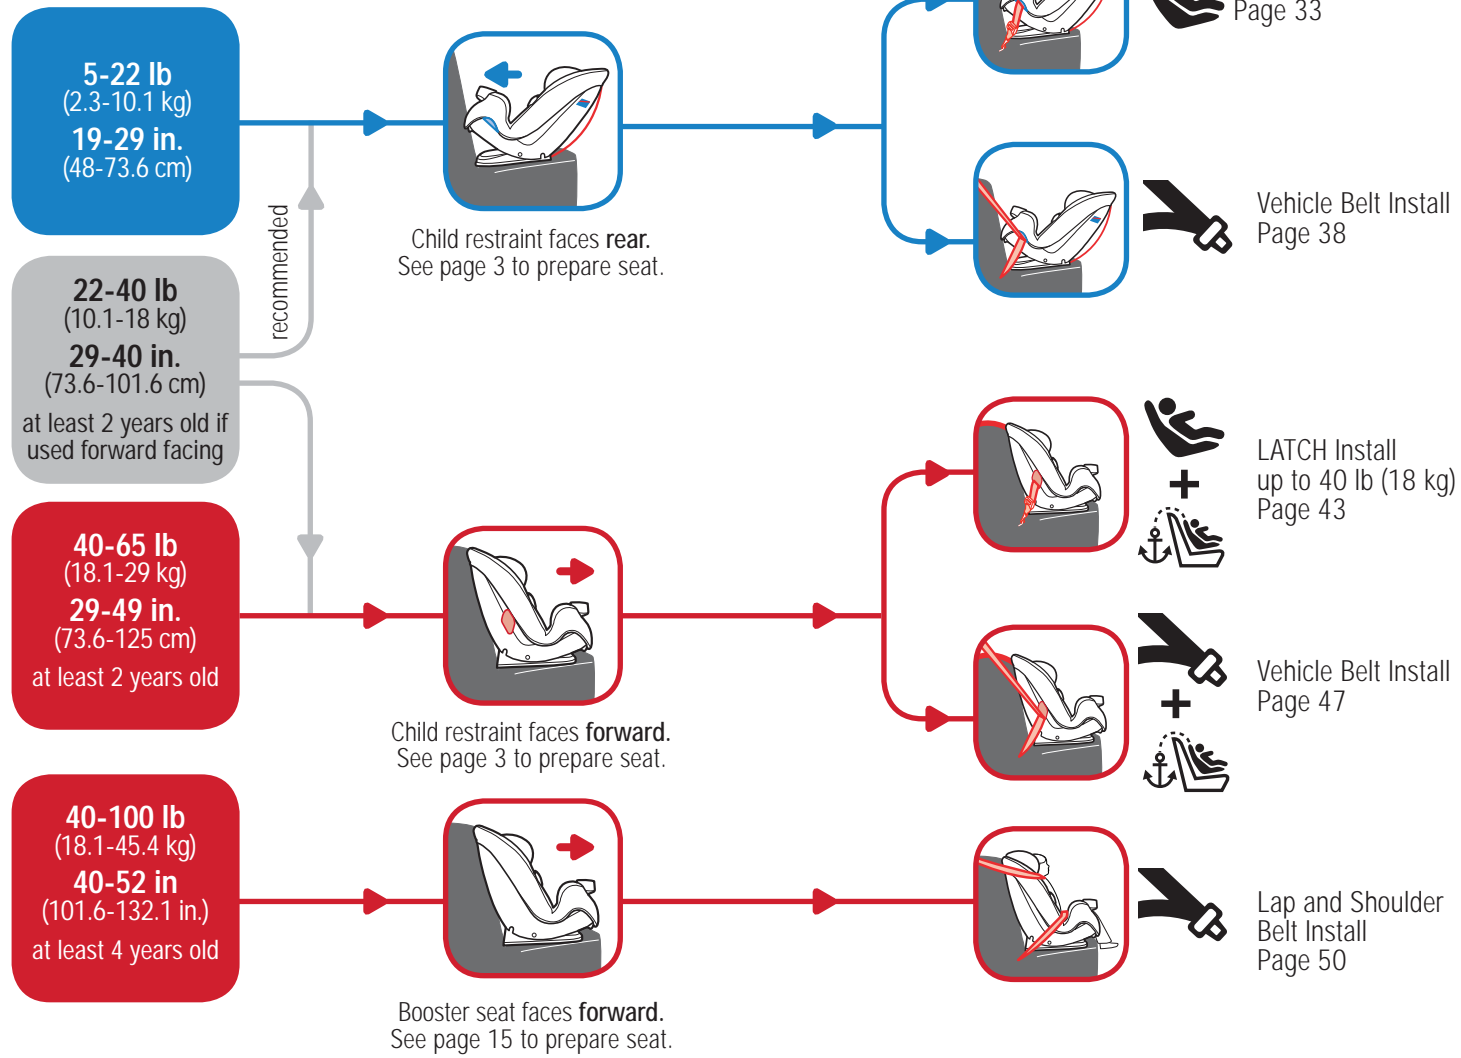 Page 33
5-22 lb
(2.3-10.1 kg)
19-29 in.
(48-73.6 cm)
recommended
Child restraint faces rear.
See page 3 to prepare seat.
Vehicle Belt Install
Page 38
22-40 lb
(10.1-18 kg)
29-40 in.
(73.6-101.6 cm)
at least 2 years old if
used forward facing
LATCH Install
up to 40 lb (18 kg)
Page 43
40-65 lb
(18.1-29 kg)
29-49 in.
(73.6-125 cm)
at least 2 years old
Child restraint faces forward.
See page 3 to prepare seat.
Vehicle Belt Install
Page 47
40-100 lb
(18.1-45.4 kg)
40-52 in
(101.6-132.1 in.)
at least 4 years old
Booster seat faces forward.
See page 15 to prepare seat.
Lap and Shoulder
Belt Install
Page 50